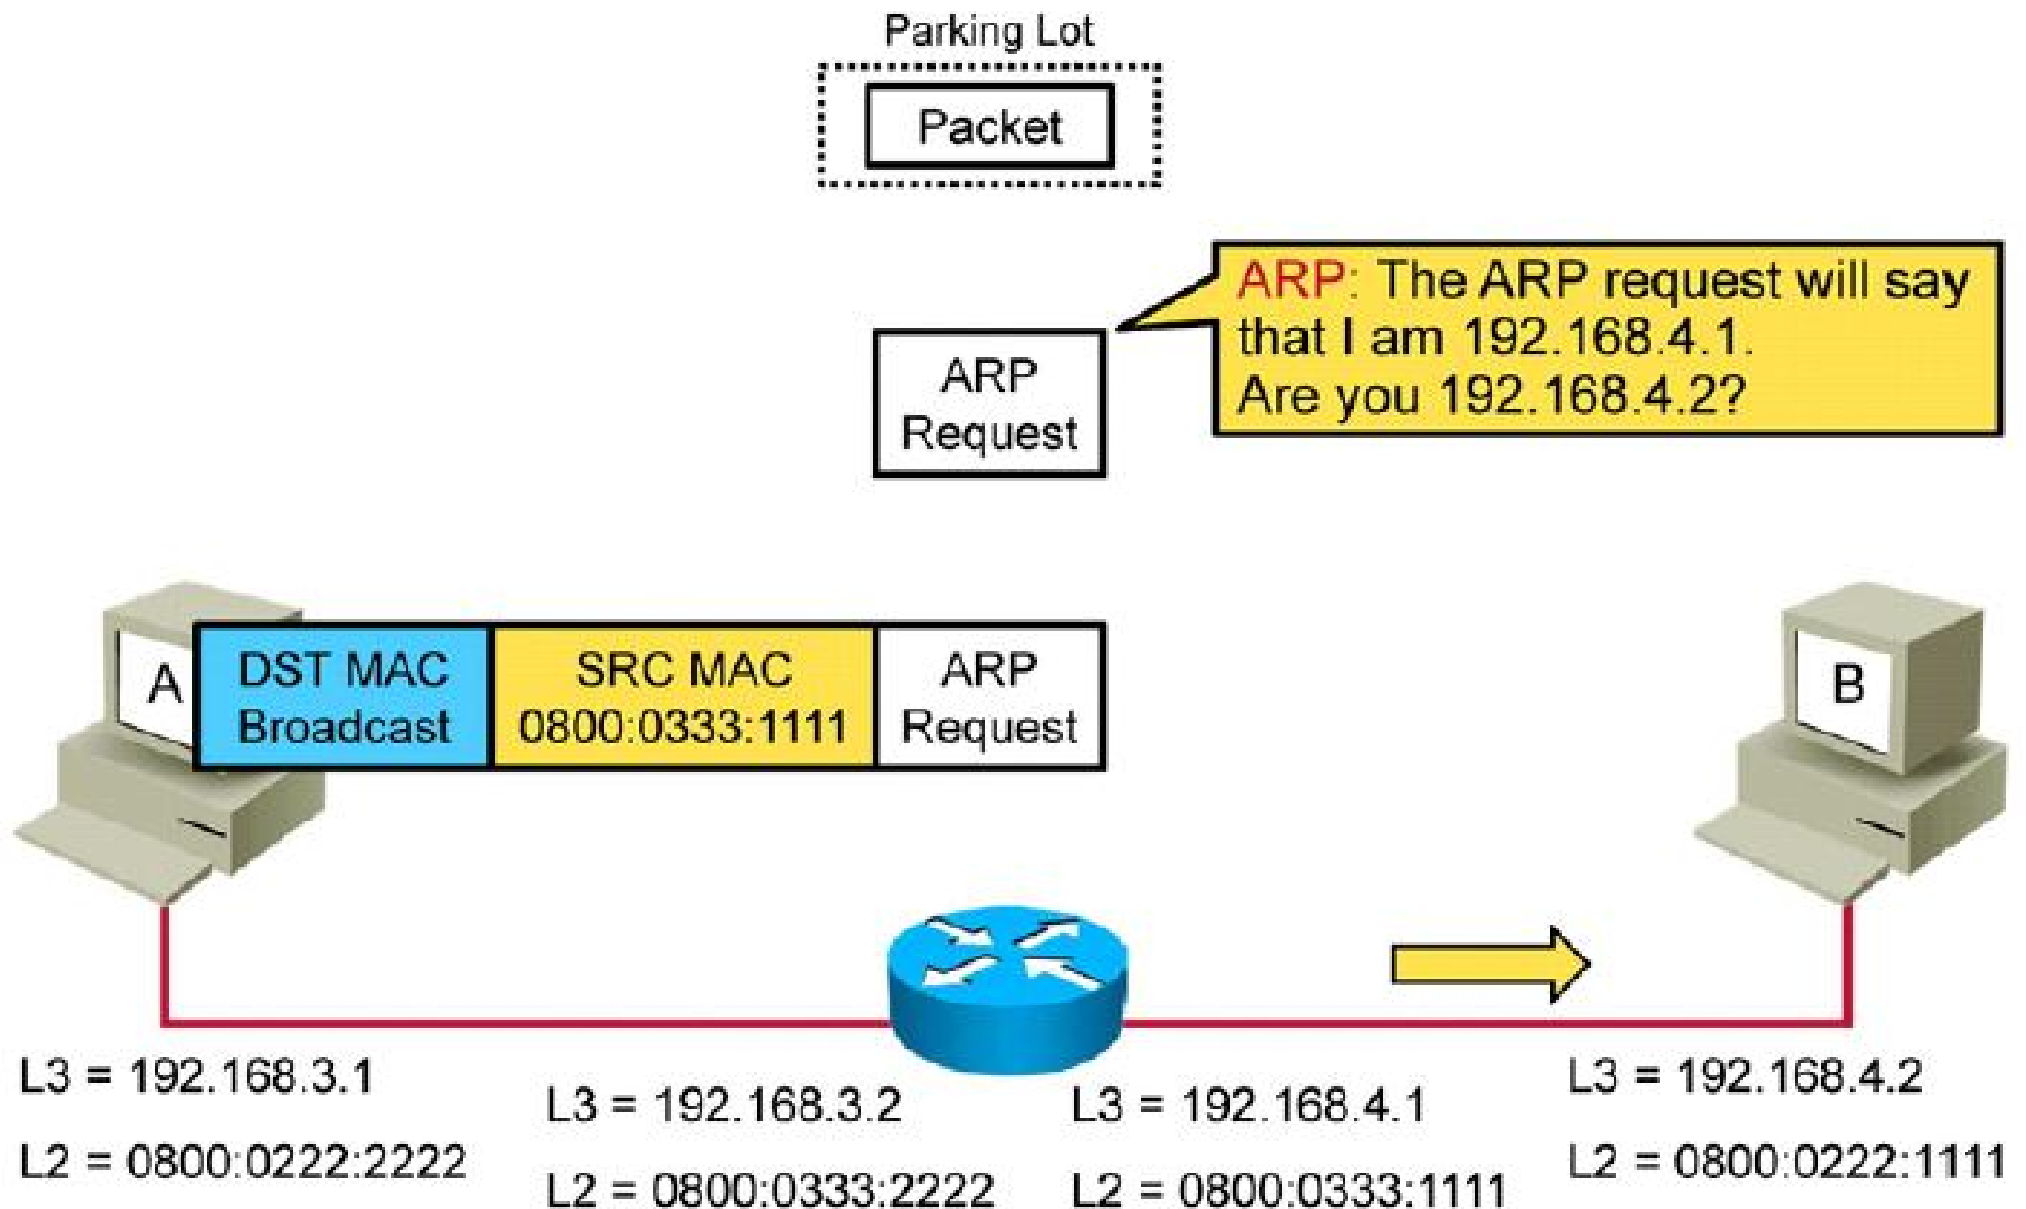 Parking Lot
Packet
ARP: The ARP request will say
that I am 192.168.4.1.
Are you 192.168.4.2?
ARP
Request
A
DST MAC
Broadcast
SRC MAC
0800:0333:1111
ARP
Request
B
L3 = 192.168.3.1
L2 = 0800:0222:2222
L3 = 192.168.3.2
L2 = 0800:0333:2222
L3 = 192.168.4.1
L2 = 0800:0333:1111
L3 = 192.168.4.2
L2 = 0800:0222:1111